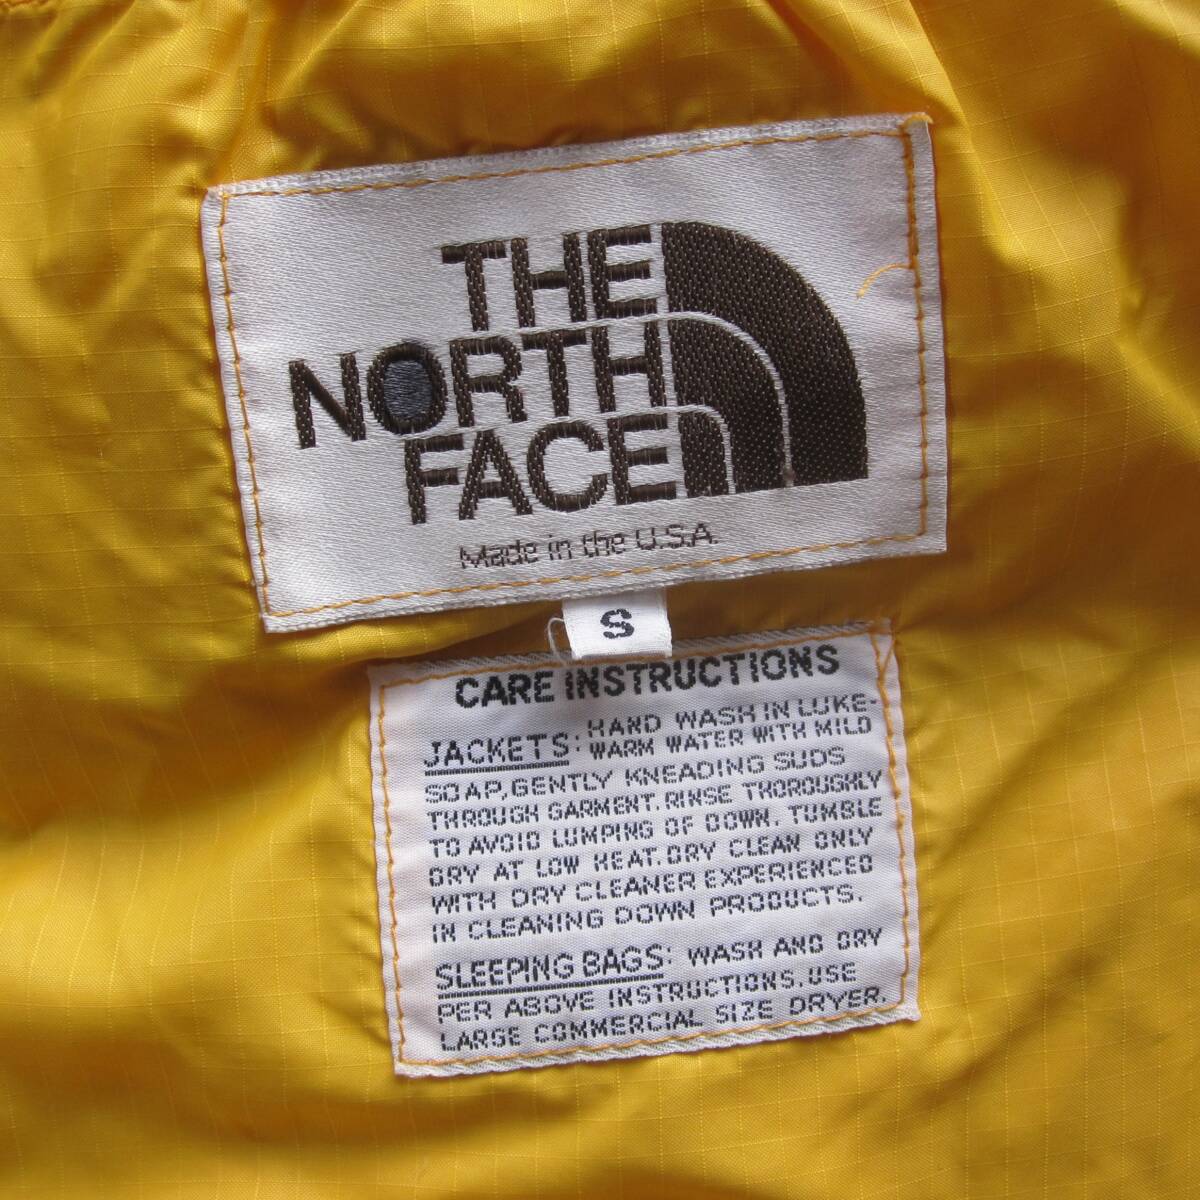 THE
NORTH
FACE
Made in the U.S.A.
S
CARE INSTRUCTIONS
JACKETS: HAND WASH IN LUKE-
WARM WATER WITH MILD
SOAP, GENTLY KNEADING SUDS
THROUGH GARMENT. RINSE THOROUGHLY
TO AVOID LUMPING OF DOWN. TUMBLE
DRY AT LOW HEAT. DRY CLEAN ONLY
WITH DRY CLEANER EXPERIENCED
IN CLEANING DOWN PRODUCTS.
SLEEPING BAGS: WASH AND DRY
PER ABOVE INSTRUCTIONS. USE
LARGE COMMERCIAL SIZE DRYER.